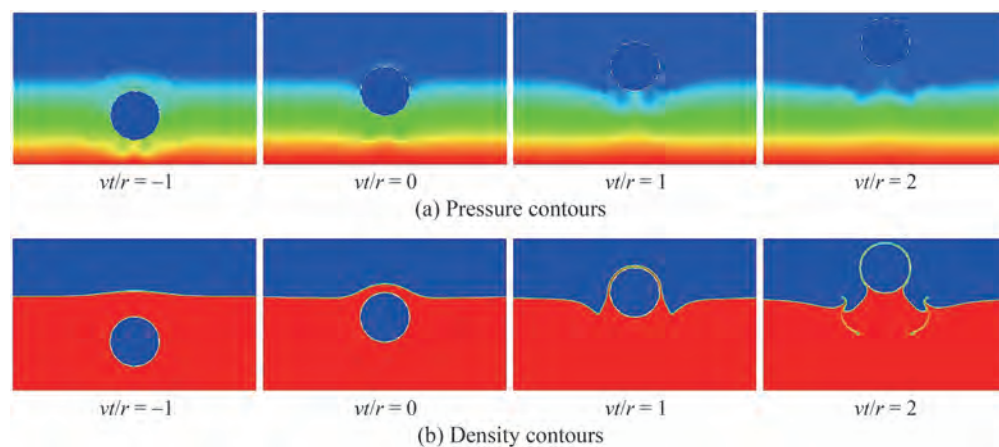 vt/r = −1 vt/r = 0 vt/r = 1 vt/r = 2
(a) Pressure contours
vt/r = −1 vt/r = 0 vt/r = 1 vt/r = 2
(b) Density contours